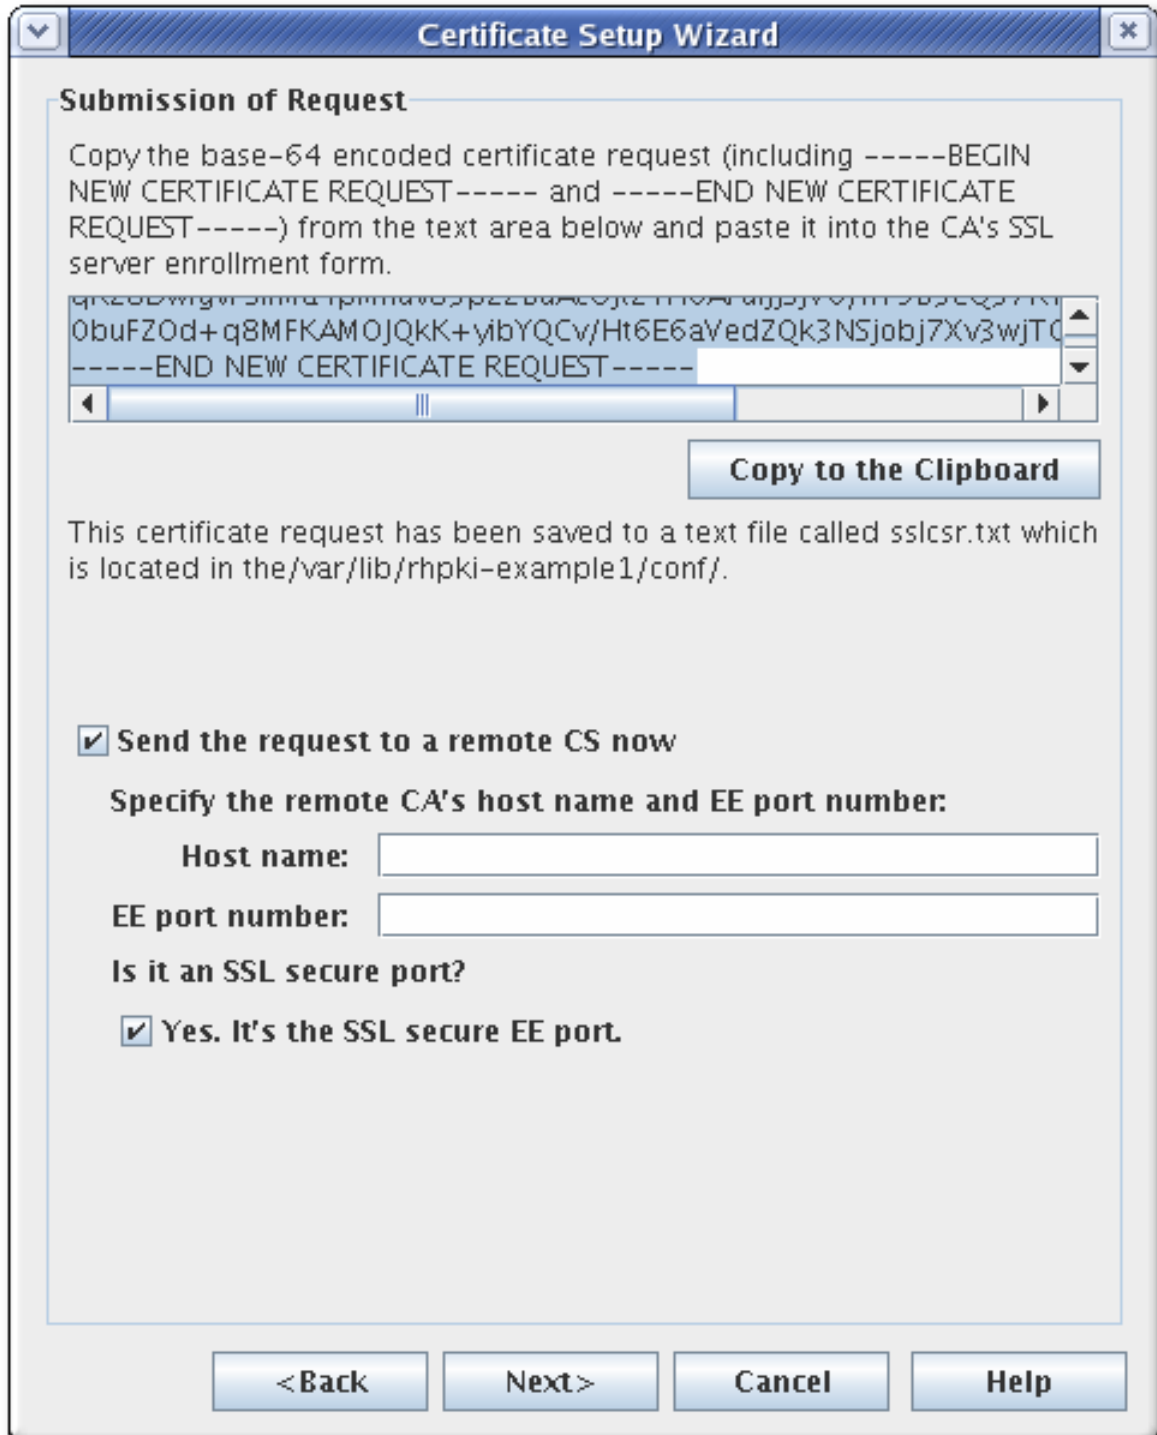 Certificate Setup Wizard
Submission of Request
Copy the base-64 encoded certificate request (including -----BEGIN
NEW CERTIFICATE REQUEST----- and -----END NEW CERTIFICATE
REQUEST-----) from the text area below and paste it into the CA's SSL
server enrollment form.
0buFZOd+q8MFKAMOJQkK+yibYQCv/Ht6E6aVedZQk3NSjobj7Xv3wjTC
-----END NEW CERTIFICATE REQUEST-----
Copy to the Clipboard
This certificate request has been saved to a text file called sslcsr.txt which
is located in the/var/lib/rhpki-example1/conf/.
Send the request to a remote CS now
Specify the remote CA's host name and EE port number:
Host name:
EE port number:
Is it an SSL secure port?
Yes. It's the SSL secure EE port.
<Back Next> Cancel Help